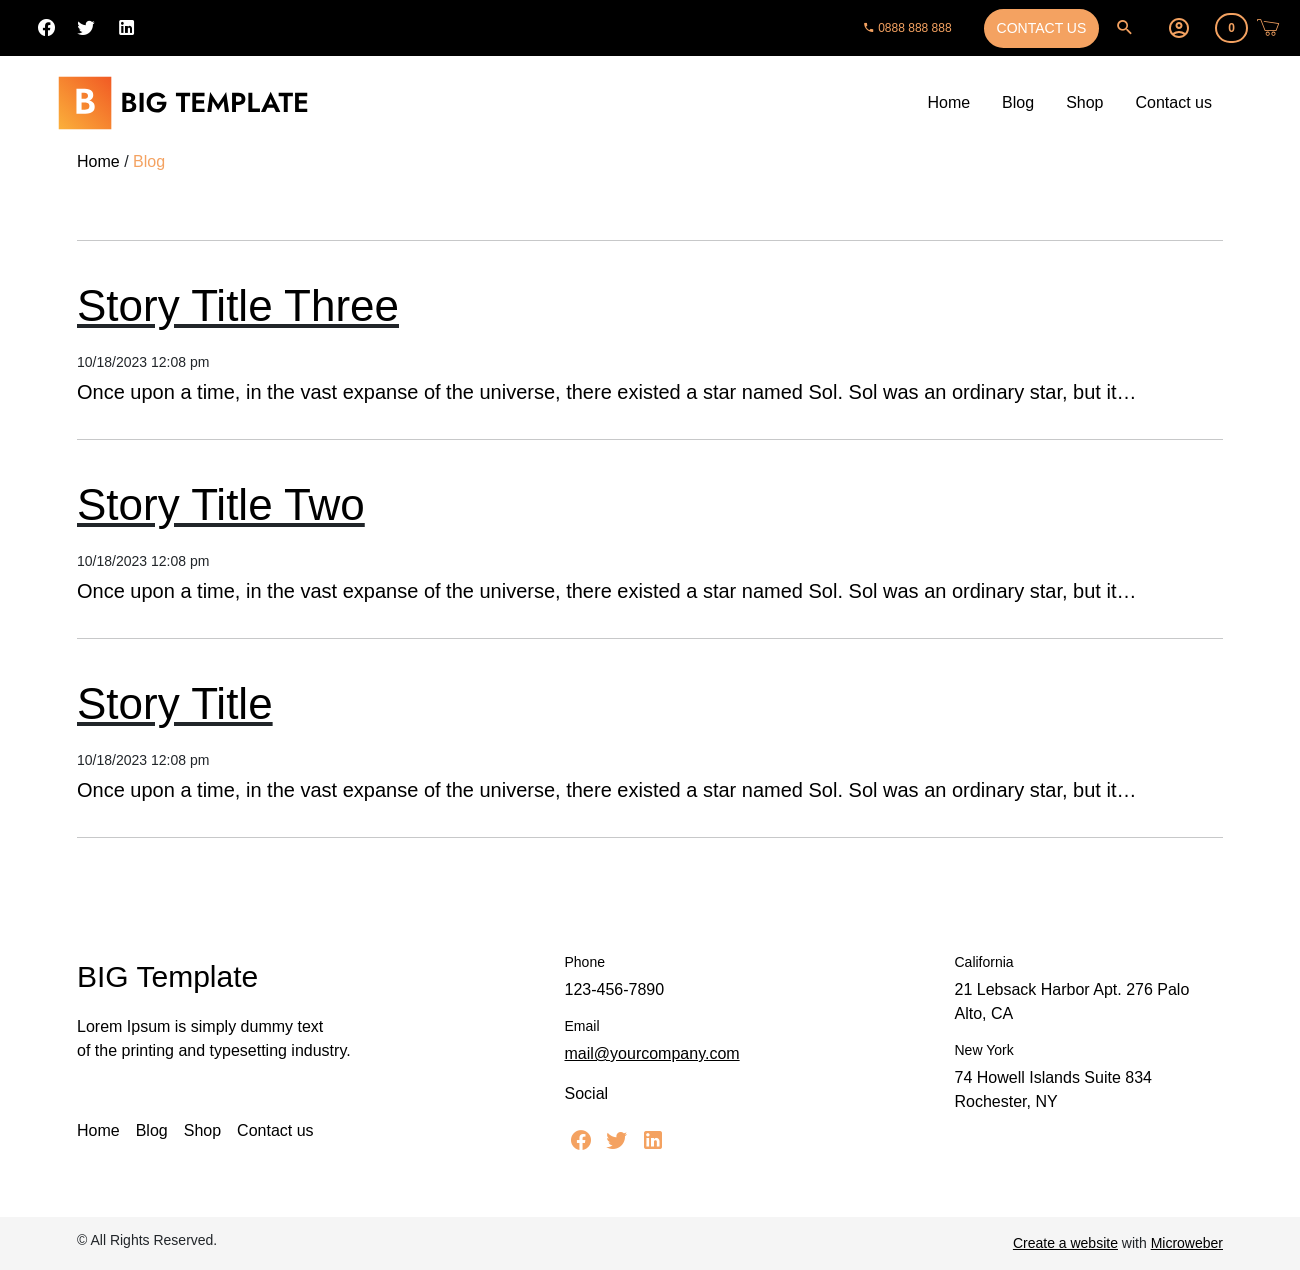 0888 888 888
CONTACT US
0
B BIG TEMPLATE
Home
Blog
Shop
Contact us
Home / Blog
Story Title Three
10/18/2023 12:08 pm
Once upon a time, in the vast expanse of the universe, there existed a star named Sol. Sol was an ordinary star, but it…
Story Title Two
10/18/2023 12:08 pm
Once upon a time, in the vast expanse of the universe, there existed a star named Sol. Sol was an ordinary star, but it…
Story Title
10/18/2023 12:08 pm
Once upon a time, in the vast expanse of the universe, there existed a star named Sol. Sol was an ordinary star, but it…
BIG Template
Lorem Ipsum is simply dummy text
of the printing and typesetting industry.
Home Blog Shop Contact us
Phone
123-456-7890
Email
mail@yourcompany.com
Social
California
21 Lebsack Harbor Apt. 276 Palo
Alto, CA
New York
74 Howell Islands Suite 834
Rochester, NY
© All Rights Reserved.
Create a website with Microweber